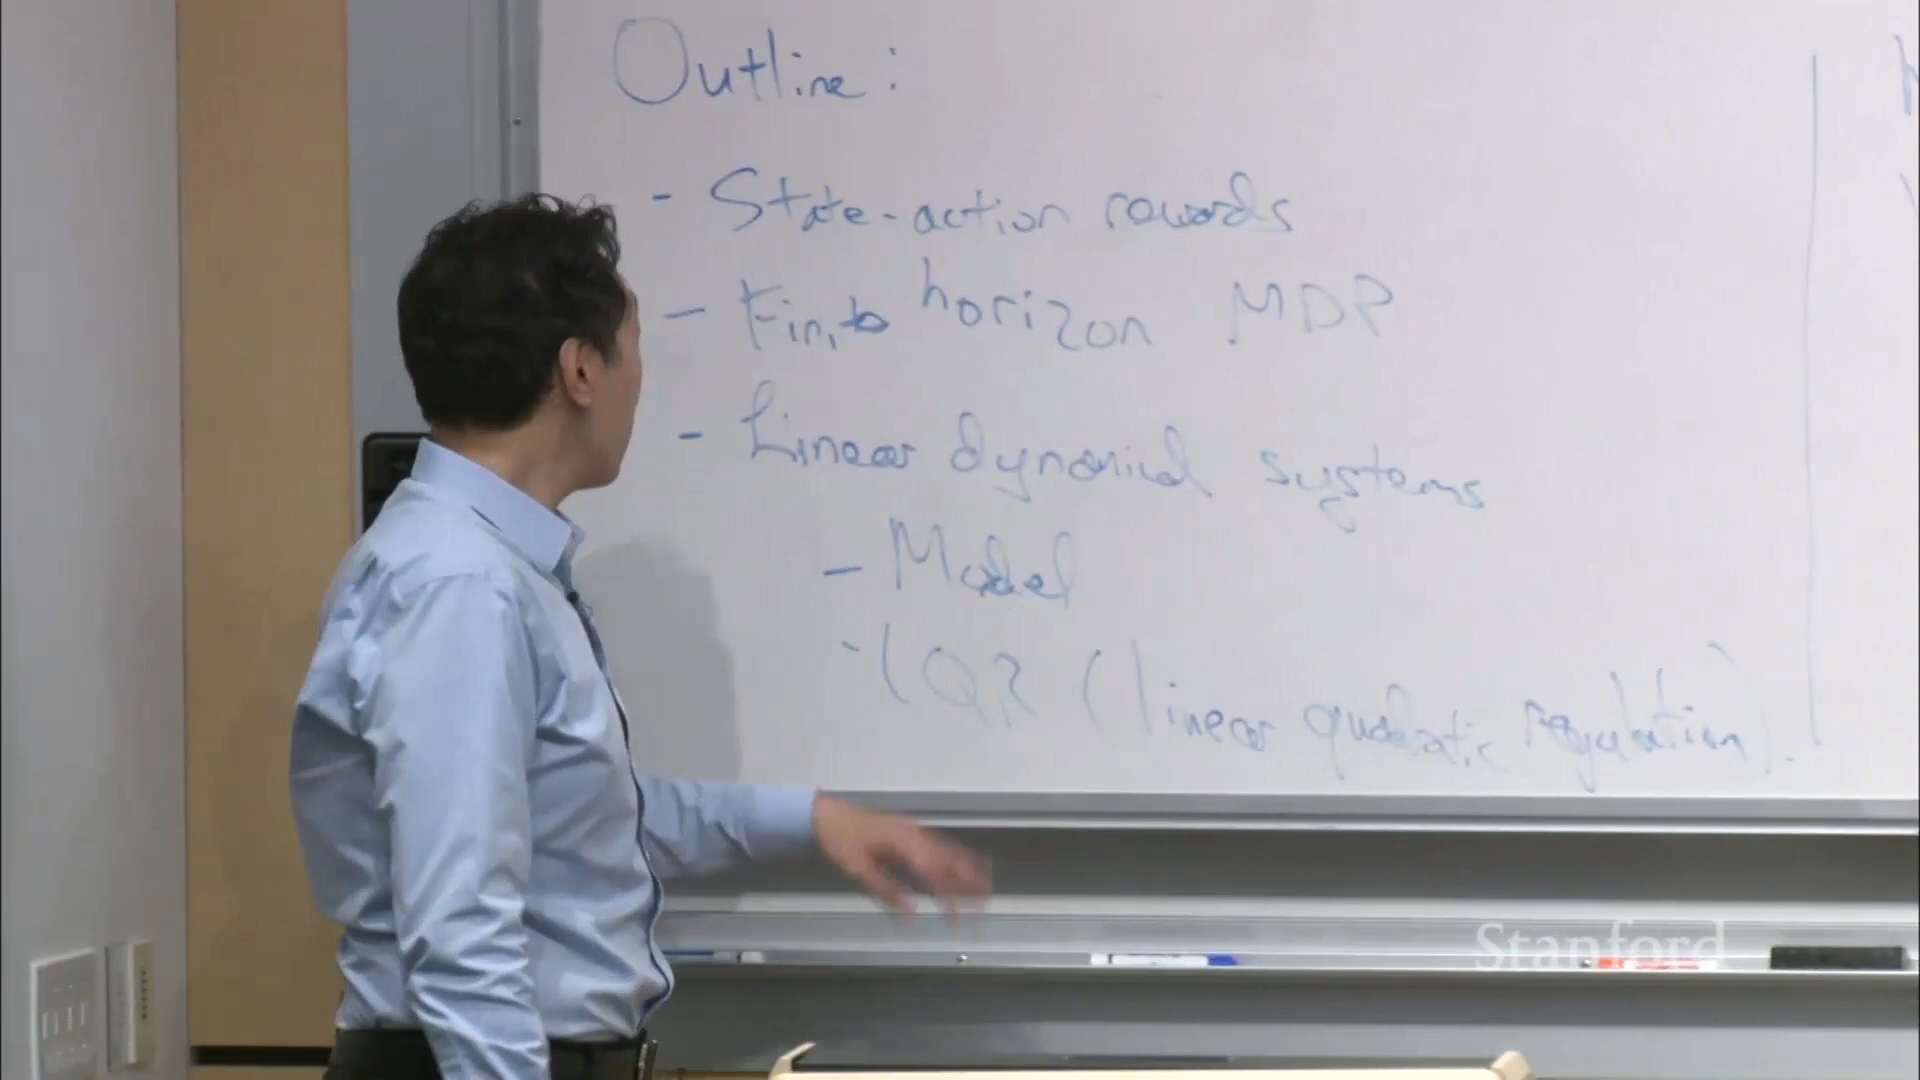 Outline:
- State-action rewards
- Finite horizon MDP
- Linear dynamical systems
- Model
- LQR (linear quadratic regulation).
Stanford